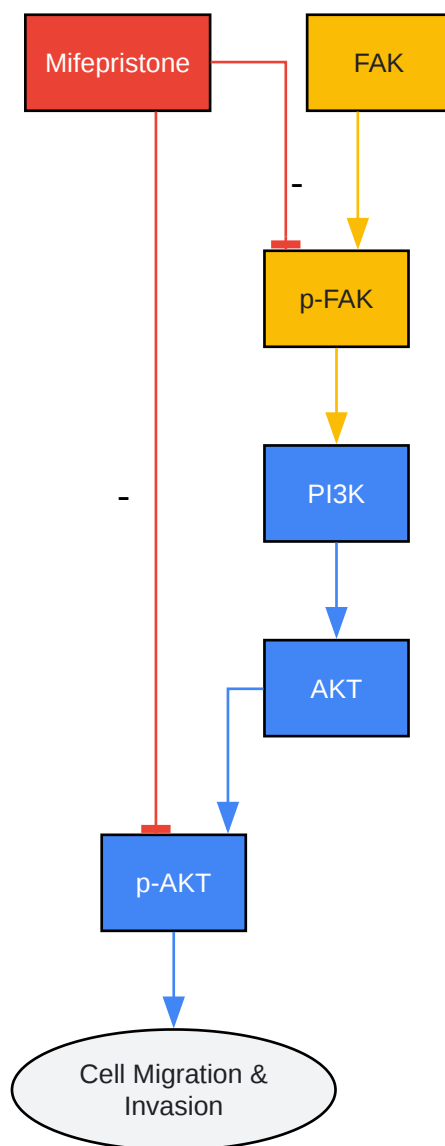 Mifepristone
FAK
-
p-FAK
PI3K
-
AKT
p-AKT
Cell Migration &
Invasion